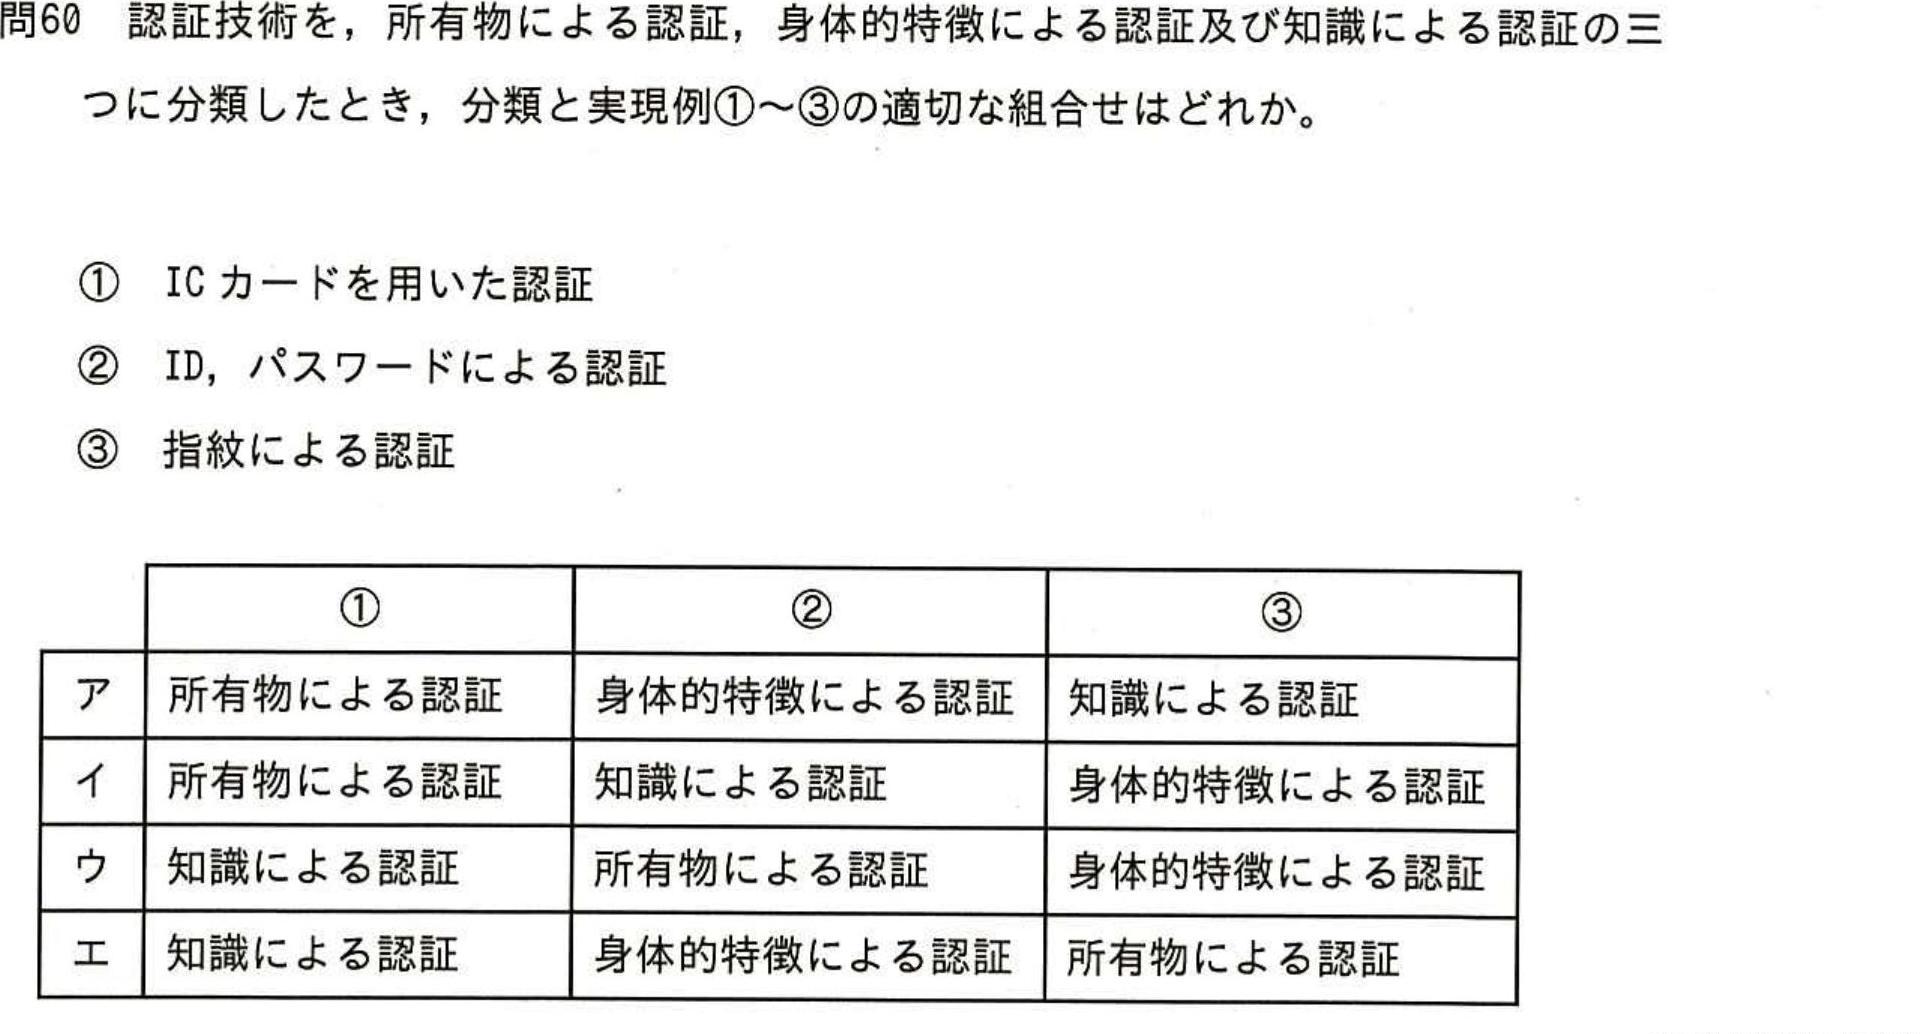 問60 認証技術を，所有物による認証，身体的特徴による認証及び知識による認証の三
つに分類したとき，分類と実現例①～③の適切な組合せはどれか。
① ICカードを用いた認証
② ID，パスワードによる認証
③ 指紋による認証
① ② ③
ア 所有物による認証 身体的特徴による認証 知識による認証
イ 所有物による認証 知識による認証 身体的特徴による認証
ウ 知識による認証 所有物による認証 身体的特徴による認証
エ 知識による認証 身体的特徴による認証 所有物による認証